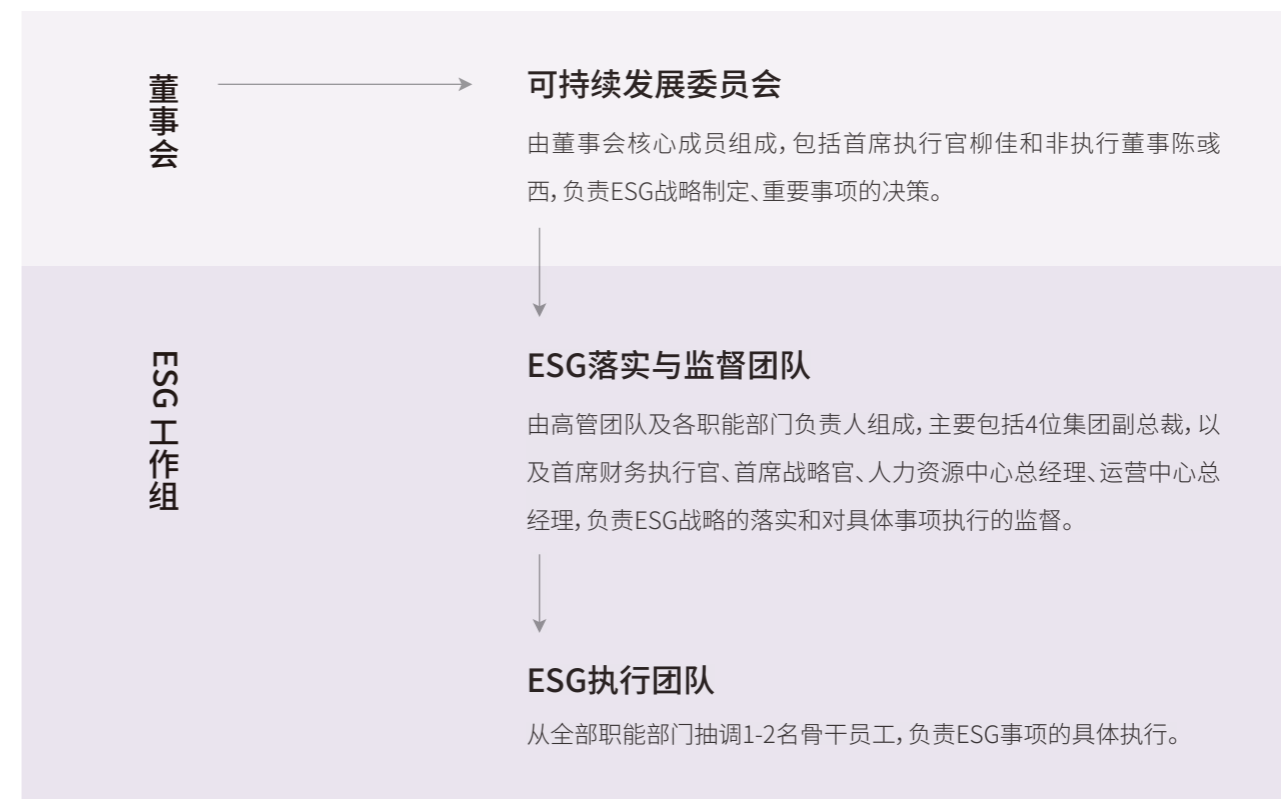 董事会
可持续发展委员会
由董事会核心成员组成，包括首席执行官柳佳和非执行董事陈彧
西，负责ESG战略制定、重要事项的决策。
ESG 工作组
ESG落实与监督团队
由高管团队及各职能部门负责人组成，主要包括4位集团副总裁，以
及首席财务执行官、首席战略官、人力资源中心总经理、运营中心总
经理，负责ESG战略的落实和对具体事项执行的监督。
ESG执行团队
从全部职能部门抽调1-2名骨干员工，负责ESG事项的具体执行。